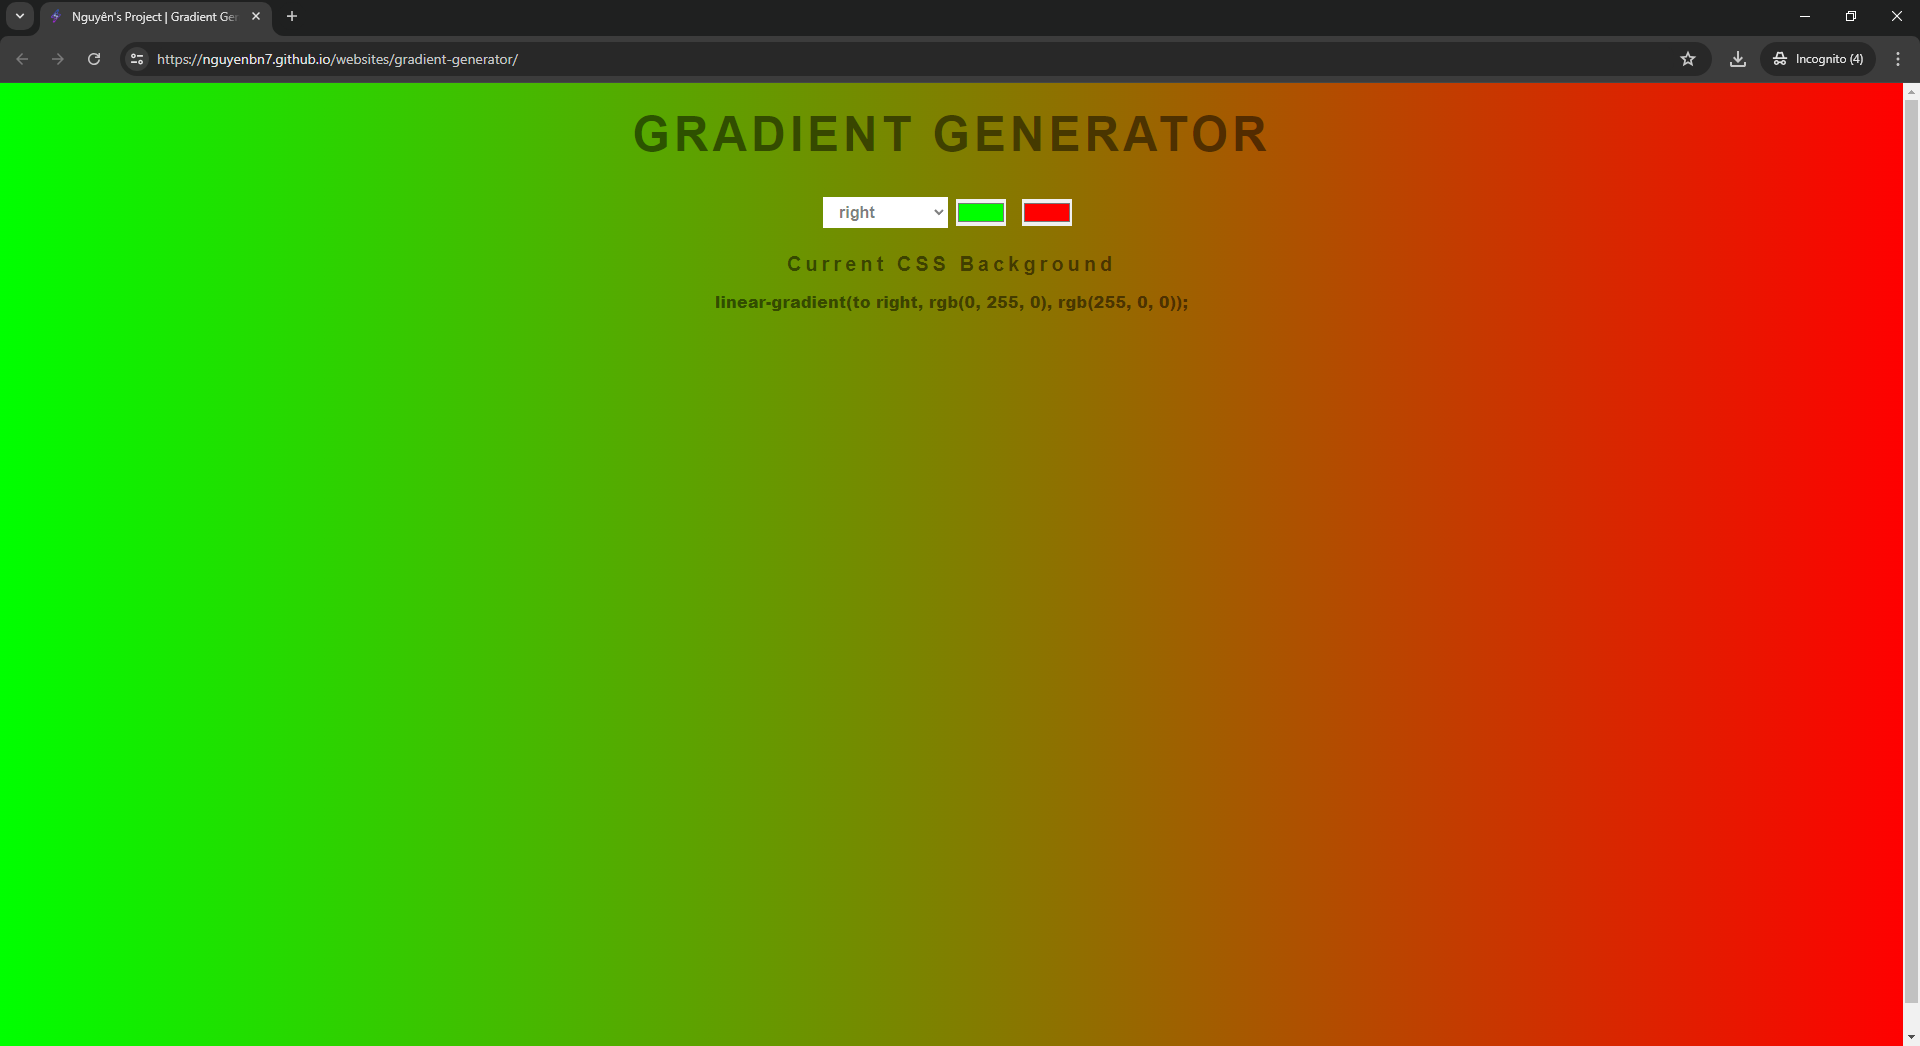 Nguyên's Project | Gradient Ge
https://nguyenbn7.github.io/websites/gradient-generator/
Incognito (4)
GRADIENT GENERATOR
right
Current CSS Background
linear-gradient(to right, rgb(0, 255, 0), rgb(255, 0, 0));